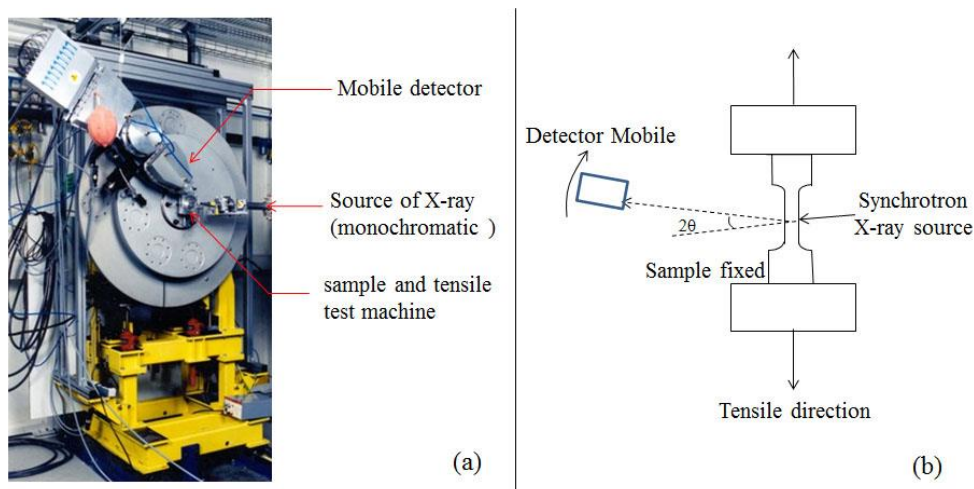 Mobile detector
Source of X-ray
(monochromatic )
sample and tensile
test machine
(a)
Detector Mobile
2θ
Synchrotron
X-ray source
Sample fixed
Tensile direction
(b)